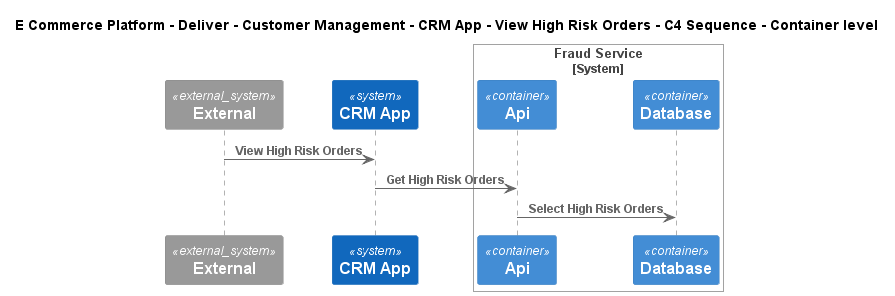 E Commerce Platform - Deliver - Customer Management - CRM App - View High Risk Orders - C4 Sequence - Container level
Fraud Service
[System]
«external_system»
External
«system»
CRM App
«container»
Api
«container»
Database
View High Risk Orders
Get High Risk Orders
Select High Risk Orders
«external_system»
External
«system»
CRM App
«container»
Api
«container»
Database